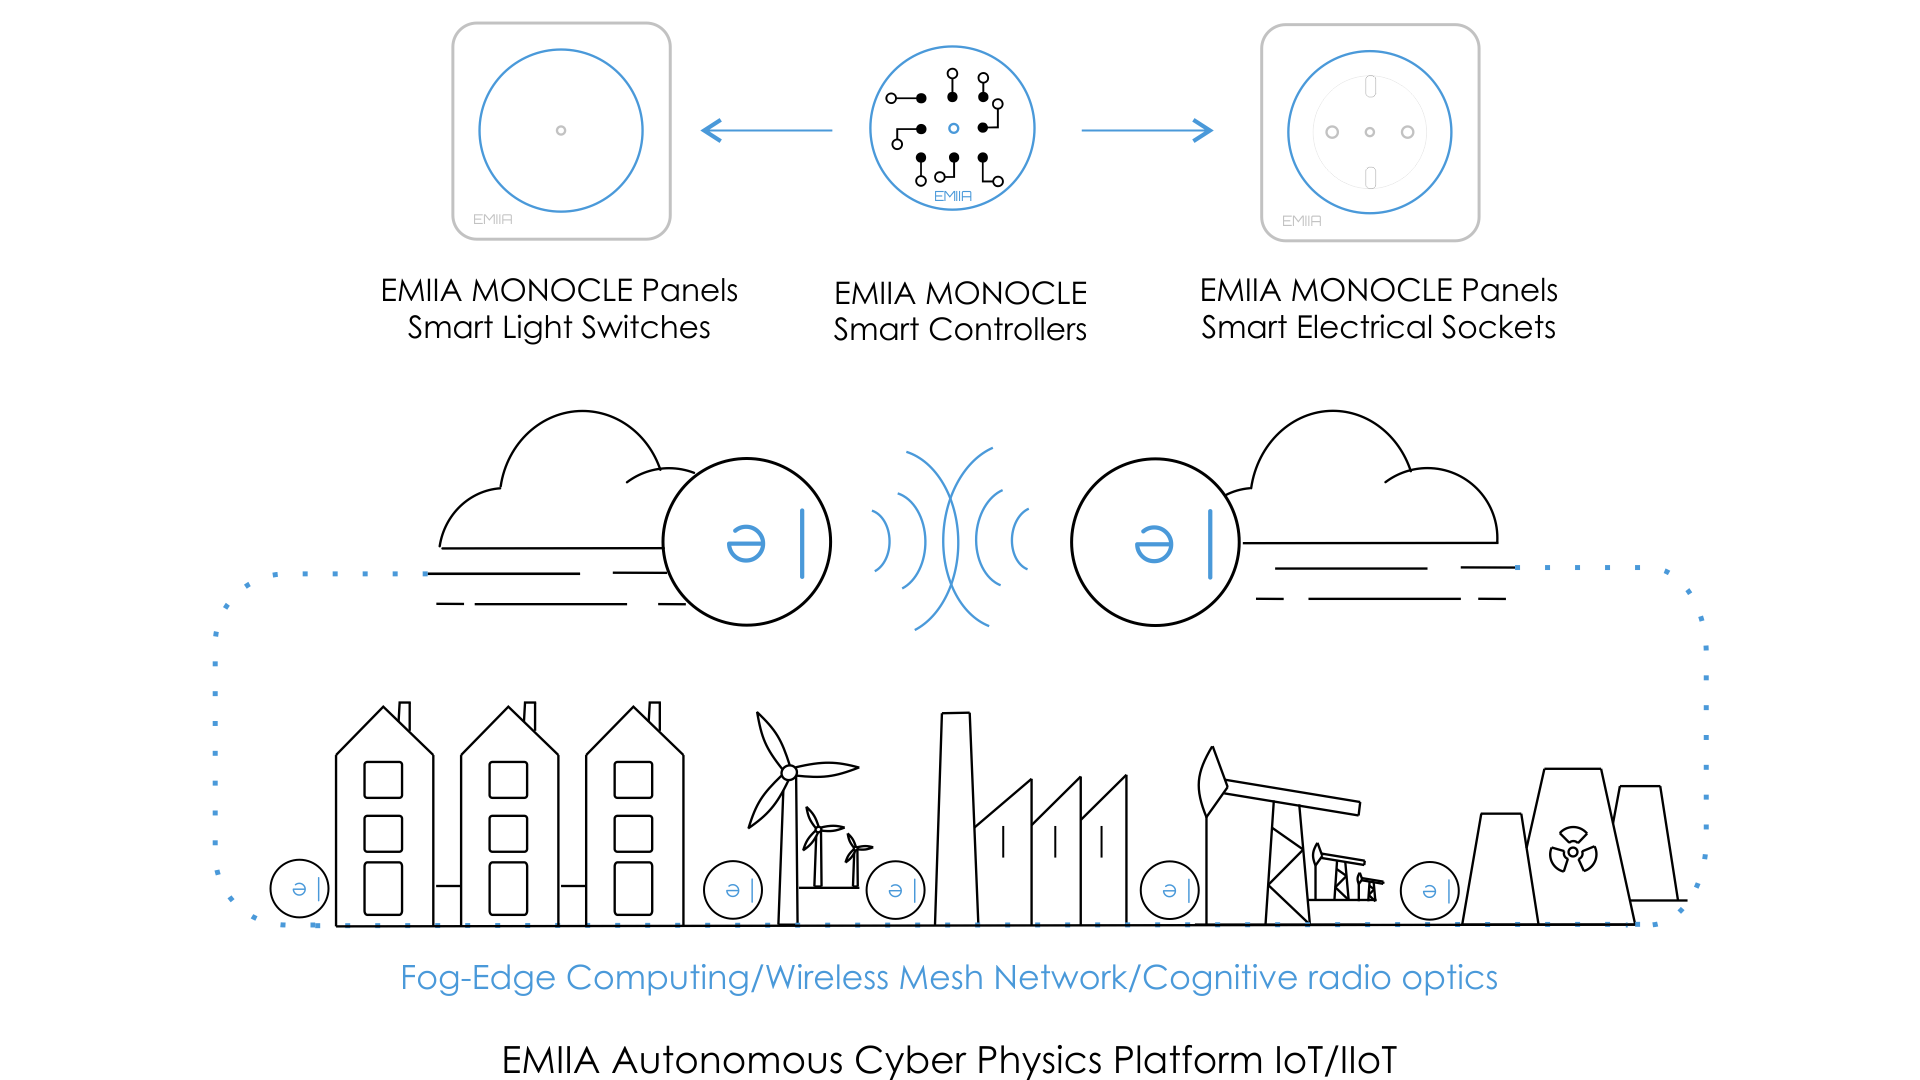 EMIIA
EMIIA
EMIIA
EMIIA MONOCLE Panels
Smart Light Switches
EMIIA MONOCLE
Smart Controllers
EMIIA MONOCLE Panels
Smart Electrical Sockets
Fog-Edge Computing/Wireless Mesh Network/Cognitive radio optics
EMIIA Autonomous Cyber Physics Platform IoT/IIoT